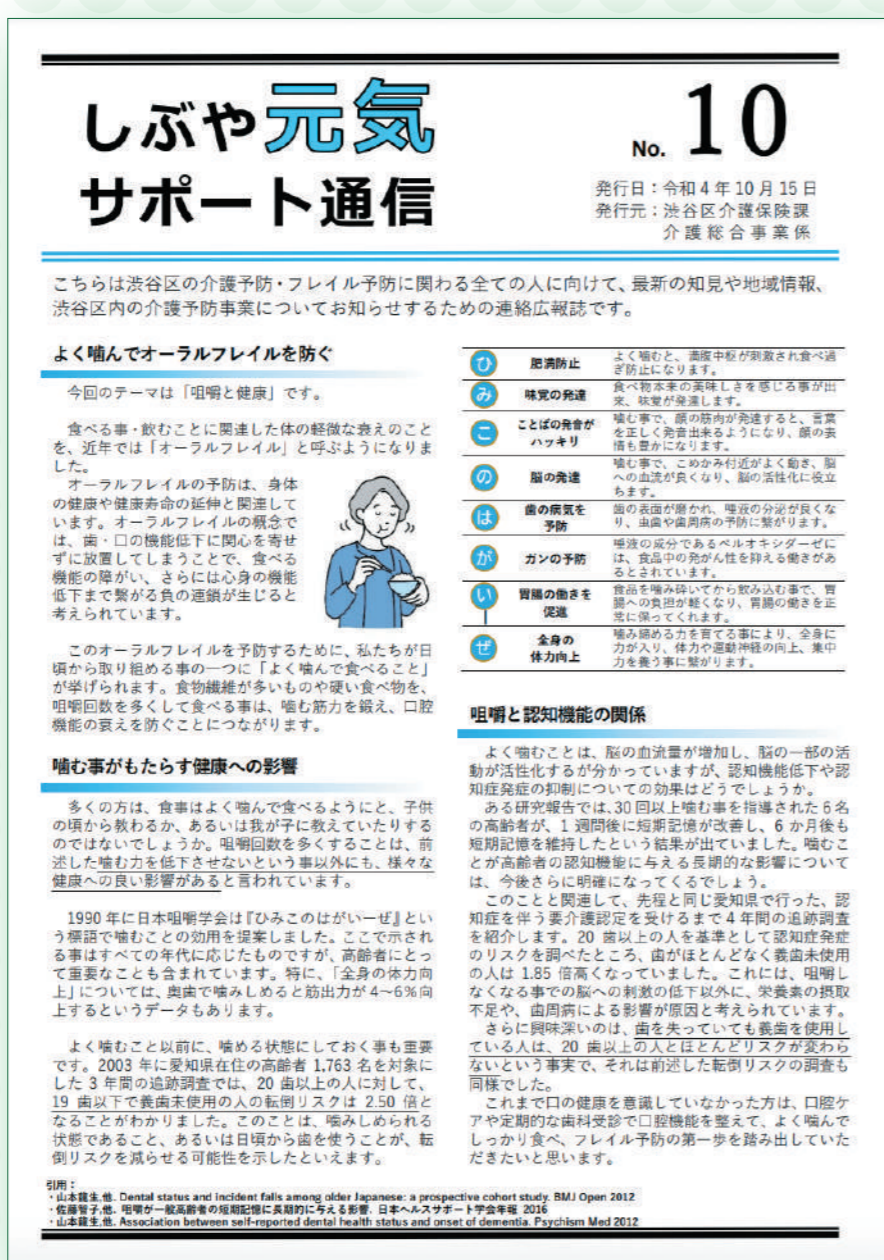 しぶや元気
サポート通信
No. 10
発行日：令和4年10月15日
発行元：渋谷区介護保険課
介護総合事業係
こちらは渋谷区の介護予防・フレイル予防に関わる全ての人に向けて、最新の知見や地域情報、
渋谷区内の介護予防事業についてお知らせするための連絡広報誌です。
よく噛んでオーラルフレイルを防ぐ
今回のテーマは「咀嚼と健康」です。
食べる事・飲むことに関連した体の軽微な衰えのこと
を、近年では「オーラルフレイル」と呼ぶようになりま
した。
オーラルフレイルの予防は、身体
の健康や健康寿命の延伸と関連して
います。オーラルフレイルの概念で
は、歯・口の機能低下に関心を寄せ
ずに放置してしまうことで、食べる
機能の障がい、さらには心身の機能
低下まで繋がる負の連鎖が生じると
考えられています。
このオーラルフレイルを予防するために、私たちが日
頃から取り組める事の一つに「よく噛んで食べること」
が挙げられます。食物繊維が多いものや硬い食べ物を、
咀嚼回数を多くして食べる事は、噛む筋力を鍛え、口腔
機能の衰えを防ぐことにつながります。
噛む事がもたらす健康への影響
多くの方は、食事はよく噛んで食べるようにと、子供
の頃から教わるか、あるいは我が子に教えていたりする
のではないでしょうか。咀嚼回数を多くすることは、前
述した噛む力を低下させないという事以外にも、様々な
健康への良い影響があると言われています。
1990年に日本咀嚼学会は『ひみこのはがいーぜ』とい
う標語で噛むことの効用を提案しました。ここで示され
る事はすべての年代に応じたものですが、高齢者にとっ
て重要なことも含まれています。特に、「全身の体力向
上」については、奥歯で噛みしめると筋出力が4～6％向
上するというデータもあります。
よく噛むこと以前に、噛める状態にしておく事も重要
です。2003年に愛知県在住の高齢者1,763名を対象に
した3年間の追跡調査では、20歯以上の人に対して、
19歯以下で義歯未使用の人の転倒リスクは2.50倍と
なることがわかりました。このことは、噛みしめられる
状態であること、あるいは日頃から歯を使うことが、転
倒リスクを減らせる可能性を示したといえます。
ひ 肥満防止 よく噛むと、満腹中枢が刺激され食べ過
ぎ防止になります。
み 味覚の発達 食べ物本来の美味しさを感じる事が出
来、味覚が発達します。
こ ことばの発音が
ハッキリ 噛む事で、顔の筋肉が発達すると、言葉
を正しく発音出来るようになり、顔の表
情も豊かになります。
の 脳の発達 噛む事で、こめかみ付近がよく動き、脳
への血流が良くなり、脳の活性化に役立
ちます。
は 歯の病気を
予防 歯の表面が磨かれ、唾液の分泌が良くな
り、虫歯や歯周病の予防に繋がります。
が ガンの予防 唾液の成分であるペルオキシダーゼに
は、食品中の発がん性を抑える働きがあ
るとされています。
い 胃腸の働きを
促進 食品を噛み砕いてから飲み込む事で、胃
腸への負担が軽くなり、胃腸の働きを正
常に保ってくれます。
ぜ 全身の
体力向上 噛み締める力を育てる事により、全身に
力が入り、体力や運動神経の向上、集中
力を養う事に繋がります。
咀嚼と認知機能の関係
よく噛むことは、脳の血流量が増加し、脳の一部の活
動が活性化するが分かっていますが、認知機能低下や認
知症発症の抑制についての効果はどうでしょうか。
ある研究報告では、30回以上噛む事を指導された6名
の高齢者が、1週間後に短期記憶が改善し、6か月後も
短期記憶を維持したという結果が出ていました。噛むこ
とが高齢者の認知機能に与える長期的な影響について
は、今後さらに明確になってくるでしょう。
このことと関連して、先程と同じ愛知県で行った、認
知症を伴う要介護認定を受けるまで4年間の追跡調査
を紹介します。20歯以上の人を基準として認知症発症
のリスクを調べたところ、歯がほとんどなく義歯未使用
の人は1.85倍高くなっていました。これには、咀嚼し
なくなる事での脳への刺激の低下以外に、栄養素の摂取
不足や、歯周病による影響が原因と考えられています。
さらに興味深いのは、歯を失っていても義歯を使用し
ている人は、20歯以上の人とほとんどリスクが変わら
ないという事実で、それは前述した転倒リスクの調査も
同様でした。
これまで口の健康を意識していなかった方は、口腔ケ
アや定期的な歯科受診で口腔機能を整えて、よく噛んで
しっかり食べ、フレイル予防の第一歩を踏み出していた
だきたいと思います。
引用：
・山本龍生,他. Dental status and incident falls among older Japanese: a prospective cohort study. BMJ Open 2012
・佐藤智子,他. 咀嚼が一般高齢者の短期記憶に長期的に与える影響. 日本ヘルスサポート学会年報 2016
・山本龍生,他. Association between self-reported dental health status and onset of dementia. Psychism Med 2012